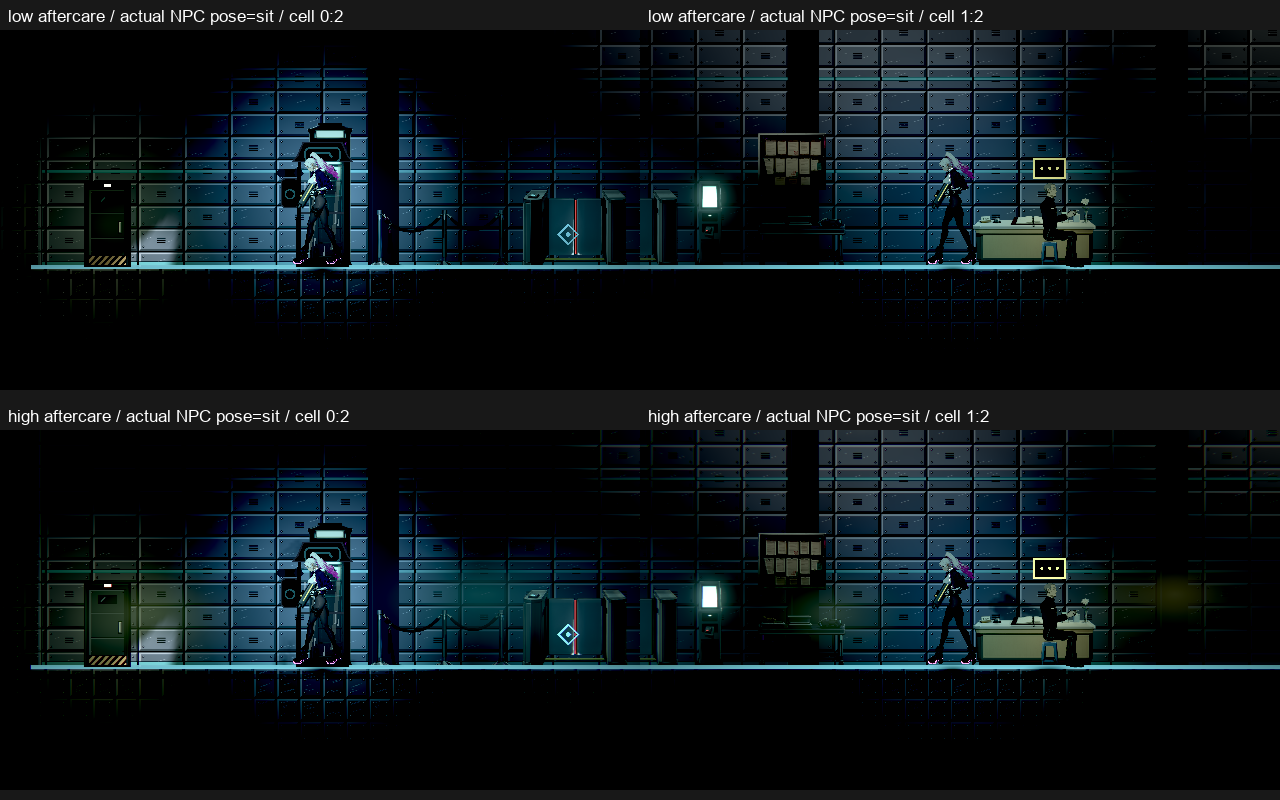 low aftercare / actual NPC pose=sit / cell 0:2
low aftercare / actual NPC pose=sit / cell 1:2
...
high aftercare / actual NPC pose=sit / cell 0:2
high aftercare / actual NPC pose=sit / cell 1:2
...